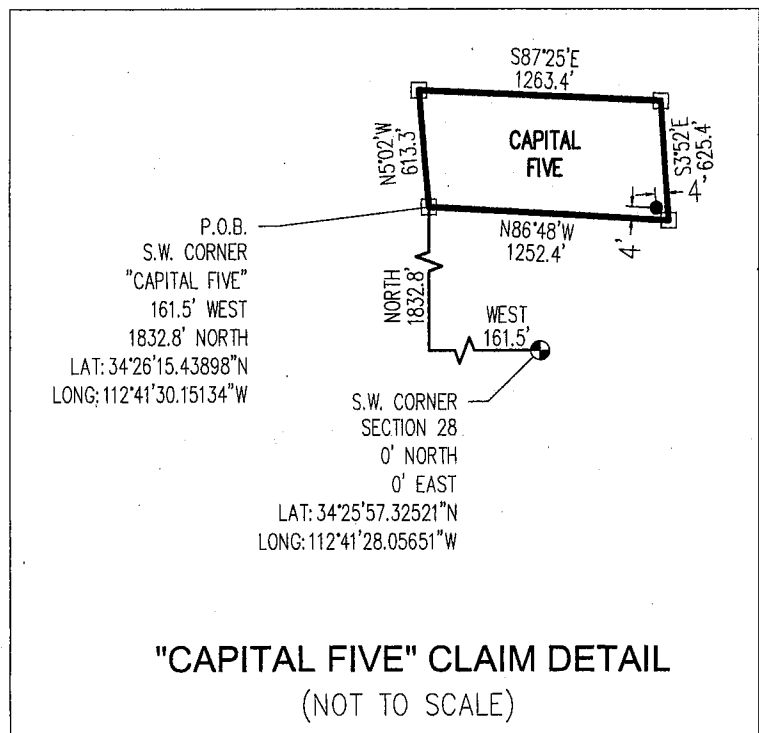 S87°25'E
1263.4'
N5°02'W
613.3'
CAPITAL
FIVE
S3°52'E
625.4'
4'
4'
N86°48'W
1252.4'
P.O.B.
S.W. CORNER
"CAPITAL FIVE"
161.5' WEST
1832.8' NORTH
LAT: 34°26'15.43898"N
LONG: 112°41'30.15134"W
NORTH
1832.8'
WEST
161.5'
S.W. CORNER
SECTION 28
0' NORTH
0' EAST
LAT: 34°25'57.32521"N
LONG: 112°41'28.05651"W
"CAPITAL FIVE" CLAIM DETAIL
(NOT TO SCALE)